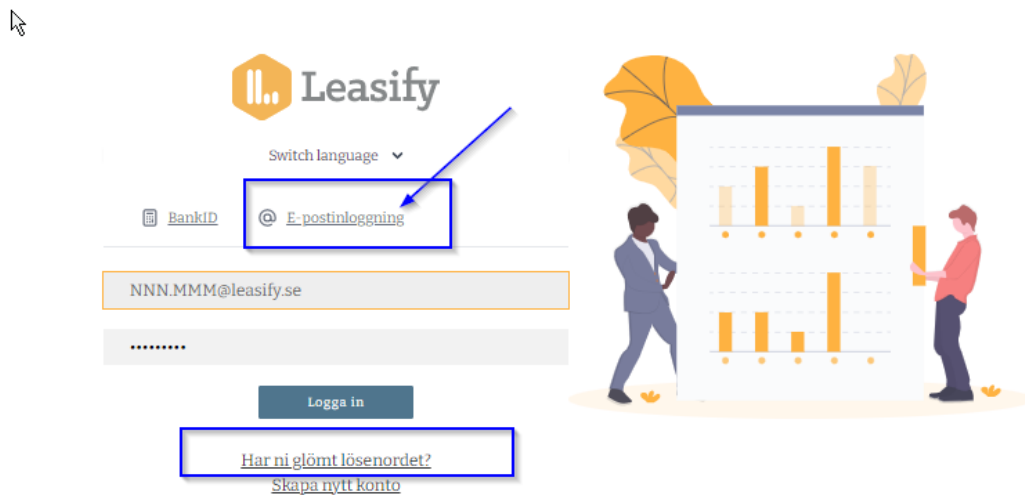 Leasify
Switch language
BankID
@ E-postinloggning
NNN.MMM@leasify.se
•••••••••
Logga in
Har ni glömt lösenordet?
Skapa nytt konto